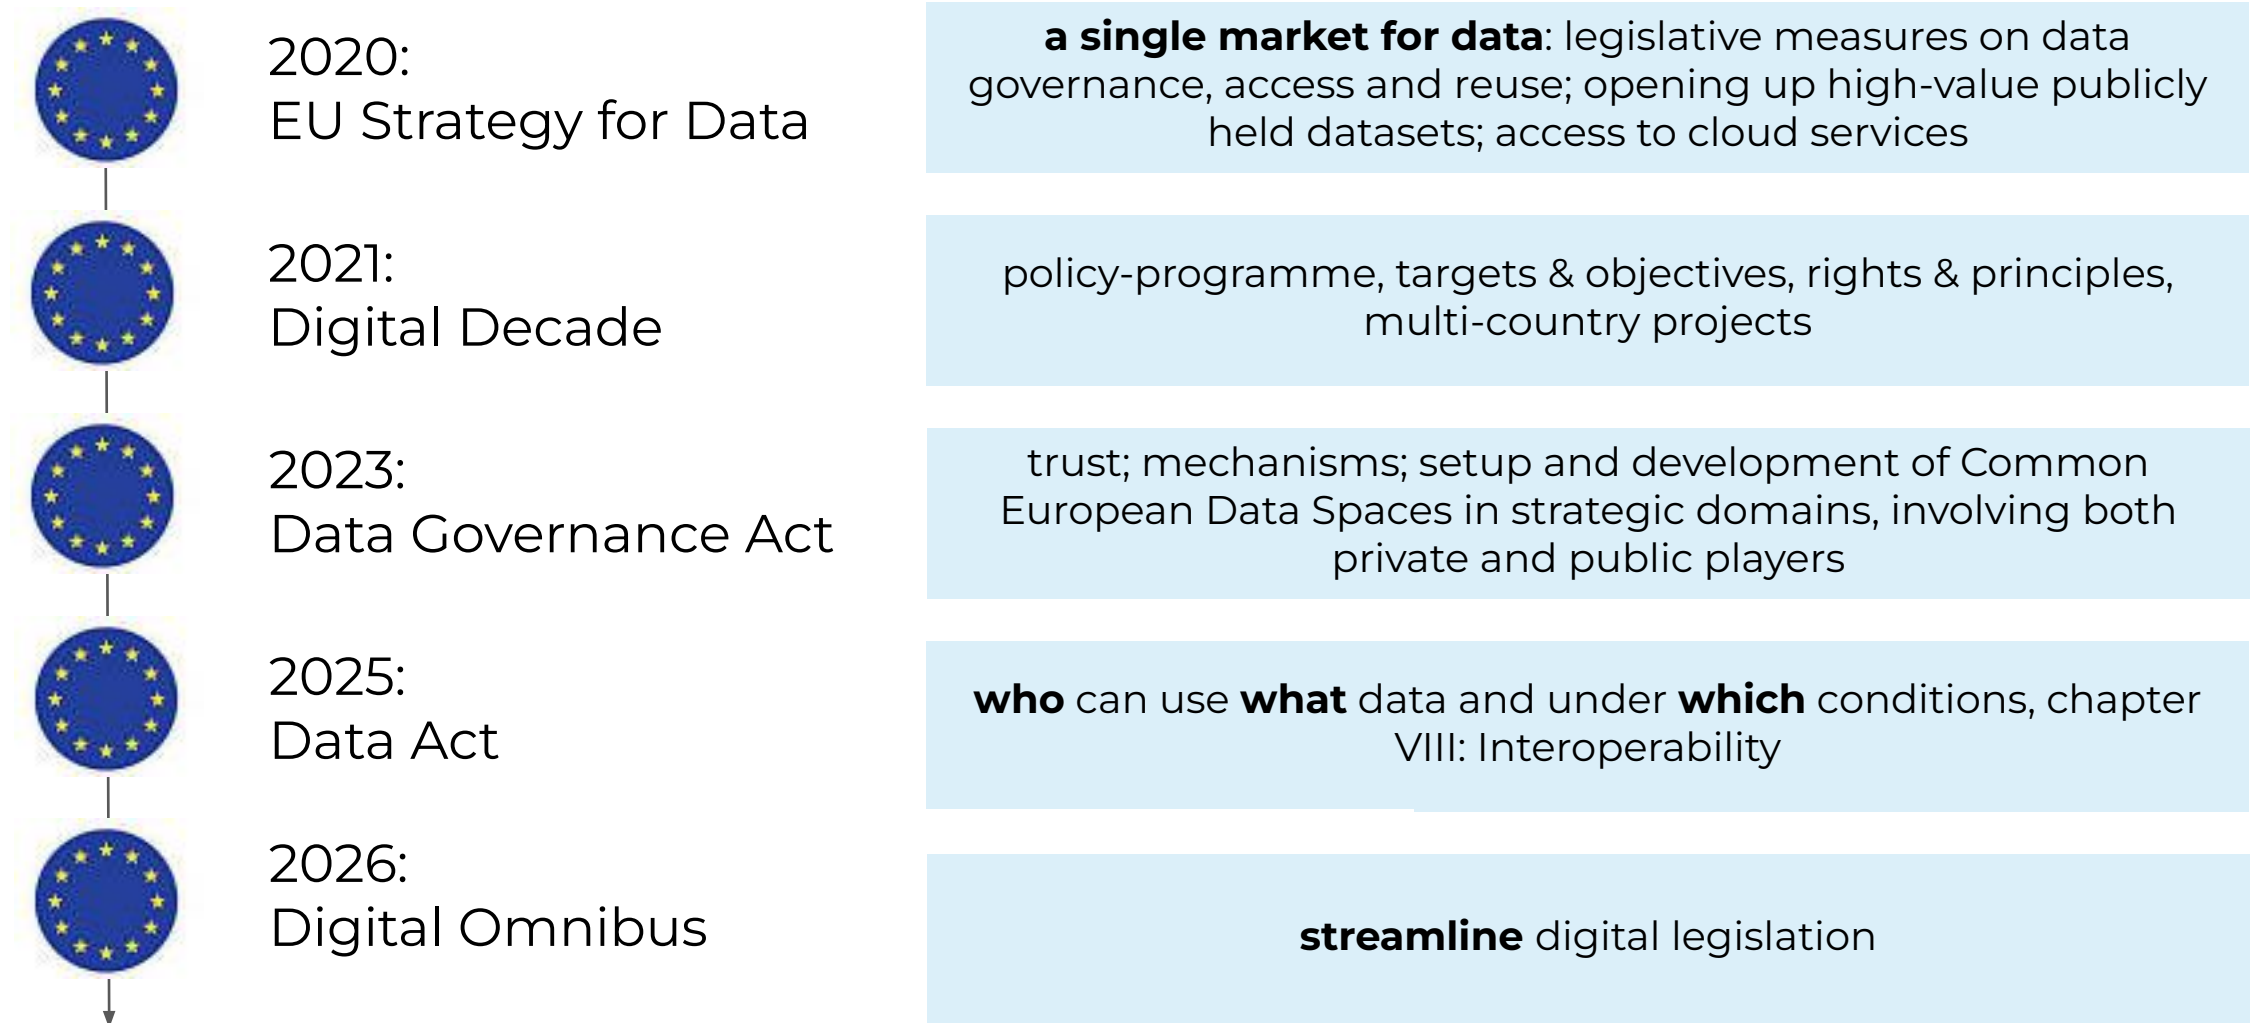 2020:
EU Strategy for Data
a single market for data: legislative measures on data
governance, access and reuse; opening up high-value publicly
held datasets; access to cloud services
2021:
Digital Decade
policy-programme, targets & objectives, rights & principles,
multi-country projects
2023:
Data Governance Act
trust; mechanisms; setup and development of Common
European Data Spaces in strategic domains, involving both
private and public players
2025:
Data Act
who can use what data and under which conditions, chapter
VIII: Interoperability
2026:
Digital Omnibus
streamline digital legislation